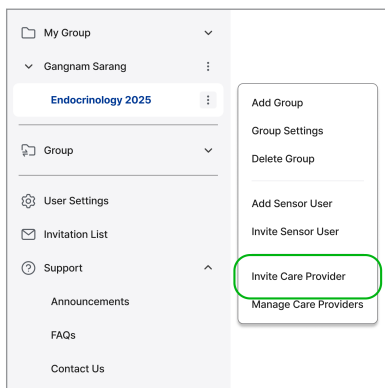 My Group
Gangnam Sarang
Endocrinology 2025
Group
User Settings
Invitation List
Support
Announcements
FAQs
Contact Us
Add Group
Group Settings
Delete Group
Add Sensor User
Invite Sensor User
Invite Care Provider
Manage Care Providers